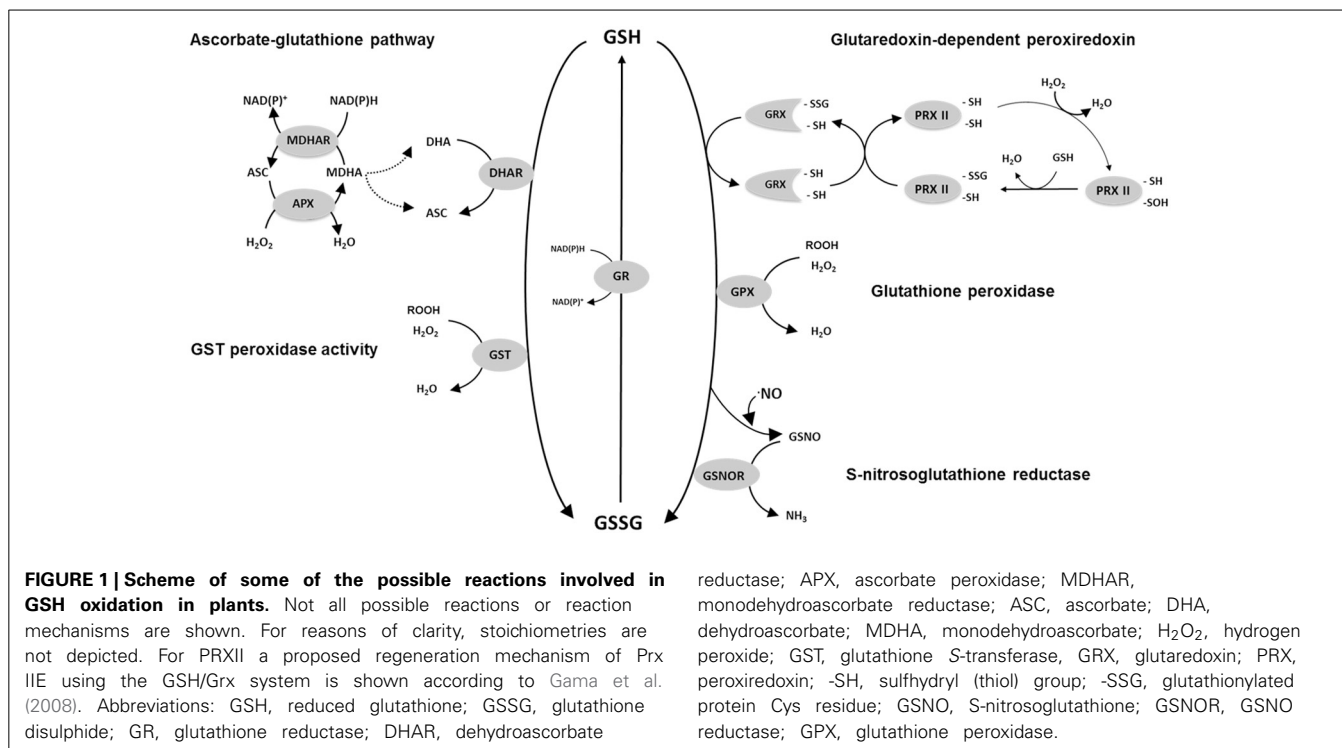 Ascorbate-glutathione pathway
GSH
Glutaredoxin-dependent peroxiredoxin
NAD(P)⁺
NAD(P)H
MDHAR
ASC
MDHA
APX
H₂O₂
H₂O
DHA
DHAR
ASC
GRX
- SSG
- SH
GRX
- SH
- SH
PRX II
- SH
-SH
H₂O₂
H₂O
PRX II
- SSG
-SH
H₂O
GSH
PRX II
- SH
-SOH
NAD(P)H
GR
NAD(P)⁺
ROOH
H₂O₂
GPX
H₂O
Glutathione peroxidase
GST peroxidase activity
ROOH
H₂O₂
GST
H₂O
·NO
GSNO
GSNOR
NH₃
S-nitrosoglutathione reductase
GSSG
FIGURE 1 | Scheme of some of the possible reactions involved in
GSH oxidation in plants. Not all possible reactions or reaction
mechanisms are shown. For reasons of clarity, stoichiometries are
not depicted. For PRXII a proposed regeneration mechanism of Prx
IIE using the GSH/Grx system is shown according to Gama et al.
(2008). Abbreviations: GSH, reduced glutathione; GSSG, glutathione
disulphide; GR, glutathione reductase; DHAR, dehydroascorbate
reductase; APX, ascorbate peroxidase; MDHAR,
monodehydroascorbate reductase; ASC, ascorbate; DHA,
dehydroascorbate; MDHA, monodehydroascorbate; H₂O₂, hydrogen
peroxide; GST, glutathione S-transferase, GRX, glutaredoxin; PRX,
peroxiredoxin; -SH, sulfhydryl (thiol) group; -SSG, glutathionylated
protein Cys residue; GSNO, S-nitrosoglutathione; GSNOR, GSNO
reductase; GPX, glutathione peroxidase.